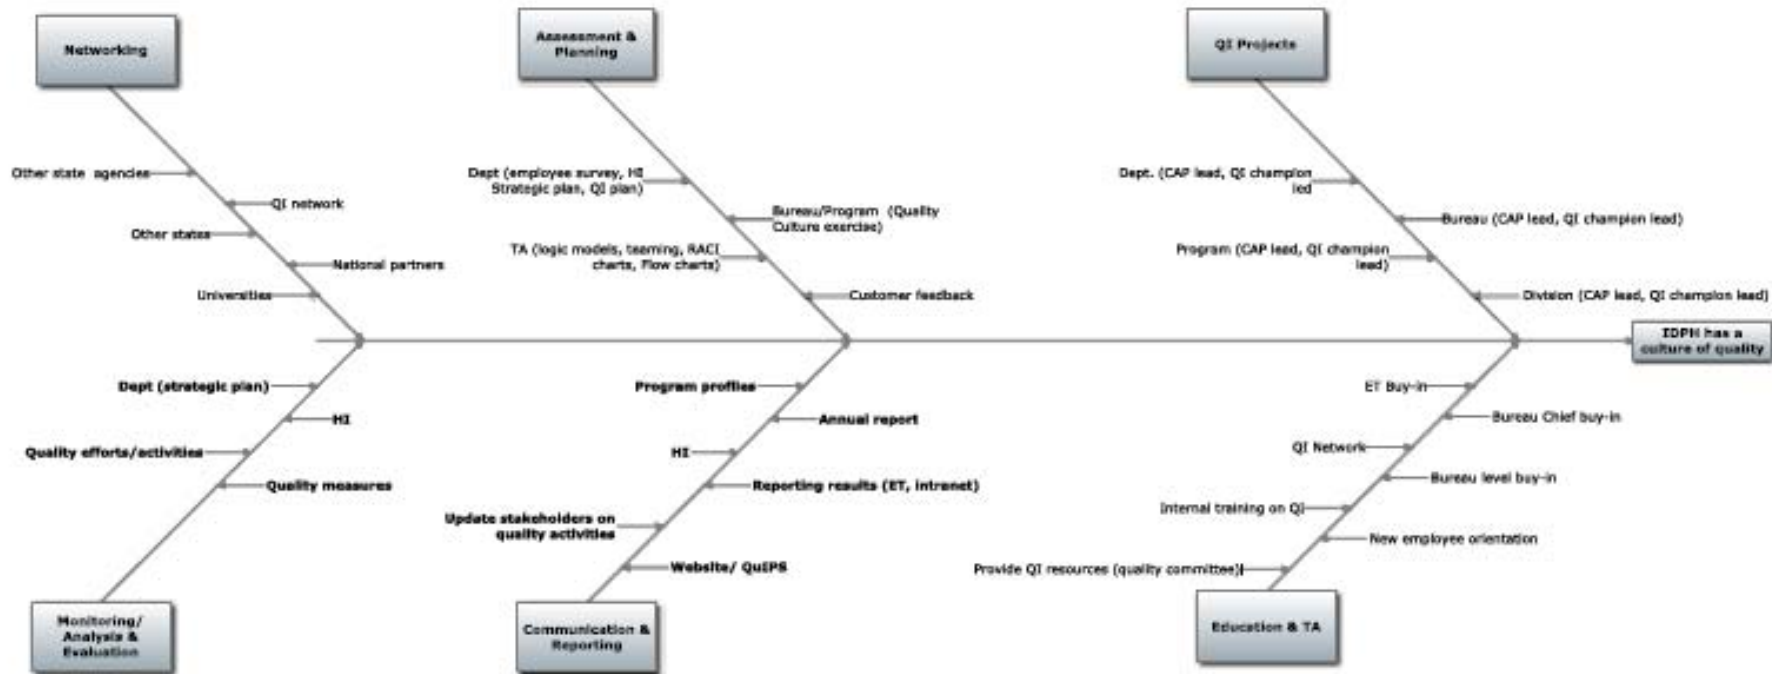 Networking
Assessment &
Planning
QI Projects
Other state  agencies
QI network
Other states
National partners
Universities
Dept (employee survey, HI
Strategic plan, QI plan)
Bureau/Program  (Quality
Culture exercise)
TA (logic models, teaming, RACI
charts, Flow charts)
Customer feedback
Dept. (CAP lead, QI champion
led
Bureau (CAP lead, QI champion lead)
Program (CAP lead, QI champion
lead)
Division (CAP lead, QI champion lead)
IDPH has a
culture of quality
Dept (strategic plan)
HI
Quality efforts/activities
Quality measures
Monitoring/
Analysis &
Evaluation
Program profiles
Annual report
HI
Reporting results (ET, intranet)
Update stakeholders on
quality activities
Website/ QuIPS
Communication &
Reporting
ET Buy-in
Bureau Chief buy-in
QI Network
Bureau level buy-in
Internal training on QI
New employee orientation
Provide QI resources (quality committee)
Education & TA